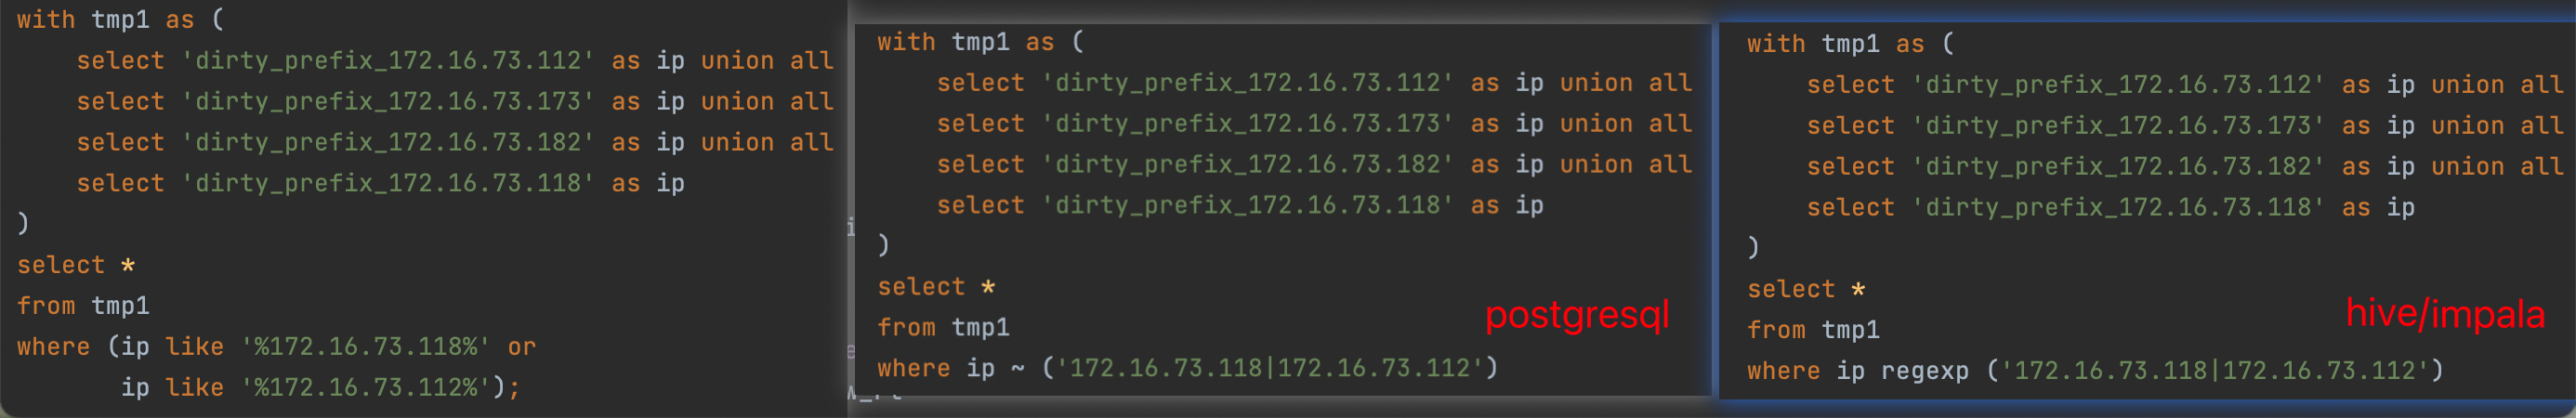 with tmp1 as (
    select 'dirty_prefix_172.16.73.112' as ip union all
    select 'dirty_prefix_172.16.73.173' as ip union all
    select 'dirty_prefix_172.16.73.182' as ip union all
    select 'dirty_prefix_172.16.73.118' as ip
)
select *
from tmp1
where (ip like '%172.16.73.118%' or
       ip like '%172.16.73.112%');
with tmp1 as (
    select 'dirty_prefix_172.16.73.112' as ip union all
    select 'dirty_prefix_172.16.73.173' as ip union all
    select 'dirty_prefix_172.16.73.182' as ip union all
    select 'dirty_prefix_172.16.73.118' as ip
)
select *
from tmp1
where ip ~ ('172.16.73.118|172.16.73.112')
postgresql
with tmp1 as (
    select 'dirty_prefix_172.16.73.112' as ip union all
    select 'dirty_prefix_172.16.73.173' as ip union all
    select 'dirty_prefix_172.16.73.182' as ip union all
    select 'dirty_prefix_172.16.73.118' as ip
)
select *
from tmp1
where ip regexp ('172.16.73.118|172.16.73.112')
hive/impala